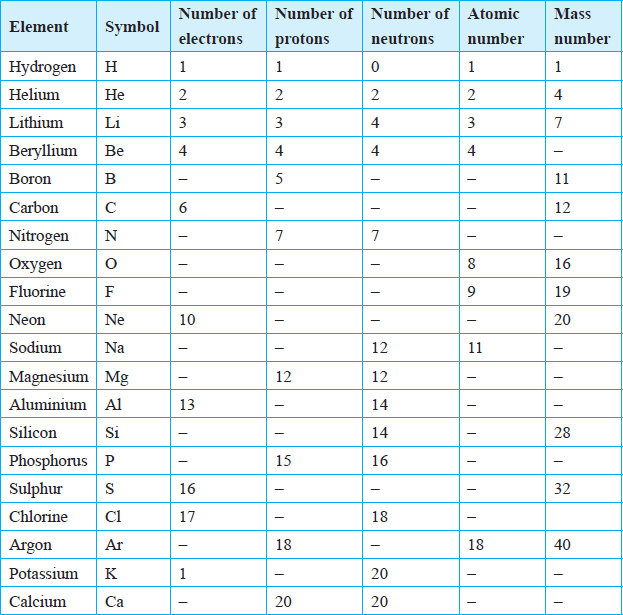 Element Symbol Number of electrons Number of protons Number of neutrons Atomic number Mass number
Hydrogen H 1 1 0 1 1
Helium He 2 2 2 2 4
Lithium Li 3 3 4 3 7
Beryllium Be 4 4 4 4 –
Boron B – 5 – – 11
Carbon C 6 – – – 12
Nitrogen N – 7 7 – –
Oxygen O – – – 8 16
Fluorine F – – – 9 19
Neon Ne 10 – – – 20
Sodium Na – – 12 11 –
Magnesium Mg – 12 12 – –
Aluminium Al 13 – 14 – –
Silicon Si – – 14 – 28
Phosphorus P – 15 16 – –
Sulphur S 16 – – – 32
Chlorine Cl 17 – 18 –
Argon Ar – 18 – 18 40
Potassium K 1 – 20 – –
Calcium Ca – 20 20 – –